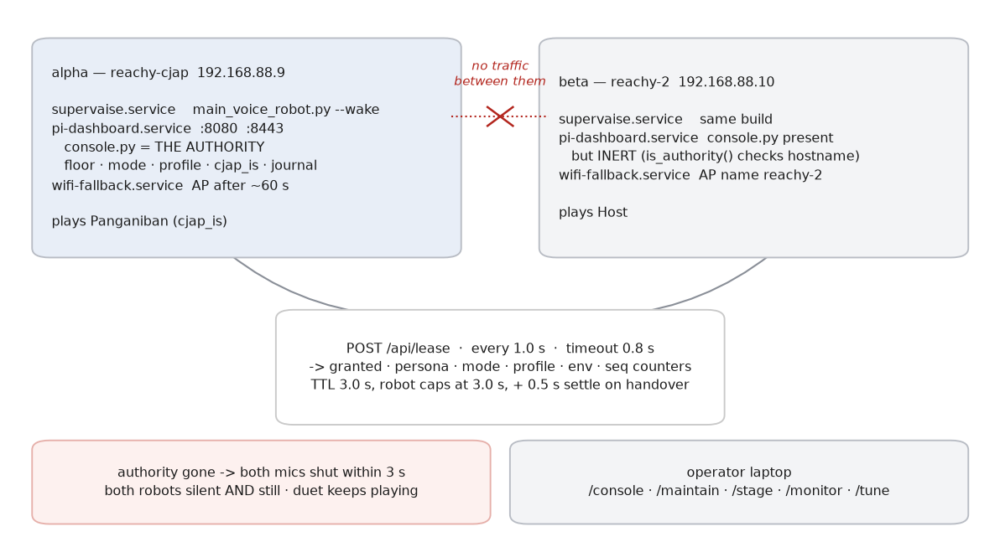 alpha — reachy-cjap  192.168.88.9
supervaise.service    main_voice_robot.py --wake
pi-dashboard.service  :8080  :8443
console.py = THE AUTHORITY
floor · mode · profile · cjap_is · journal
wifi-fallback.service  AP after ~60 s
plays Panganiban (cjap_is)
no traffic
between them
beta — reachy-2  192.168.88.10
supervaise.service    same build
pi-dashboard.service  console.py present
but INERT (is_authority() checks hostname)
wifi-fallback.service  AP name reachy-2
plays Host
POST /api/lease  ·  every 1.0 s  ·  timeout 0.8 s
-> granted · persona · mode · profile · env · seq counters
TTL 3.0 s, robot caps at 3.0 s, + 0.5 s settle on handover
authority gone -> both mics shut within 3 s
both robots silent AND still · duet keeps playing
operator laptop
/console · /maintain · /stage · /monitor · /tune